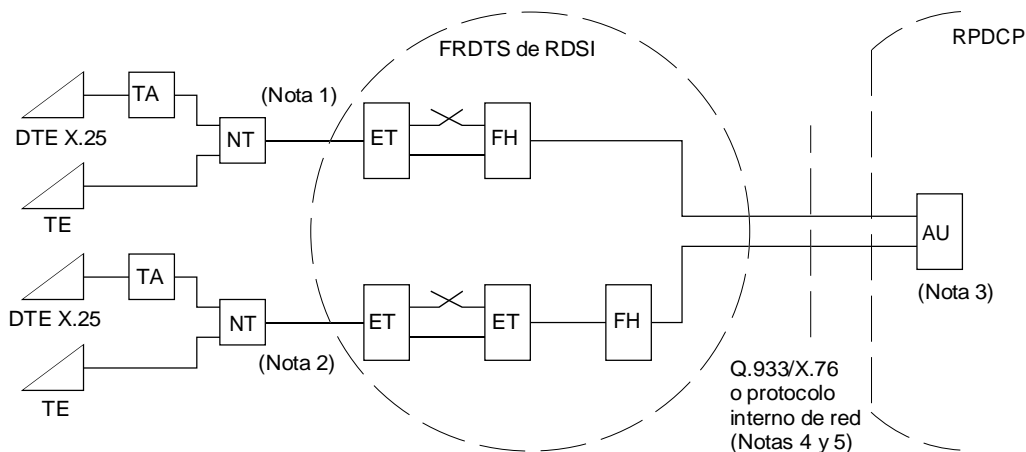 FRDTS de RDSI
RPDCP
TA
(Nota 1)
DTE X.25
NT
ET
FH
TE
AU
TA
(Nota 3)
DTE X.25
NT
ET
ET
FH
(Nota 2)
TE
Q.933/X.76
o protocolo
interno de red
(Notas 4 y 5)